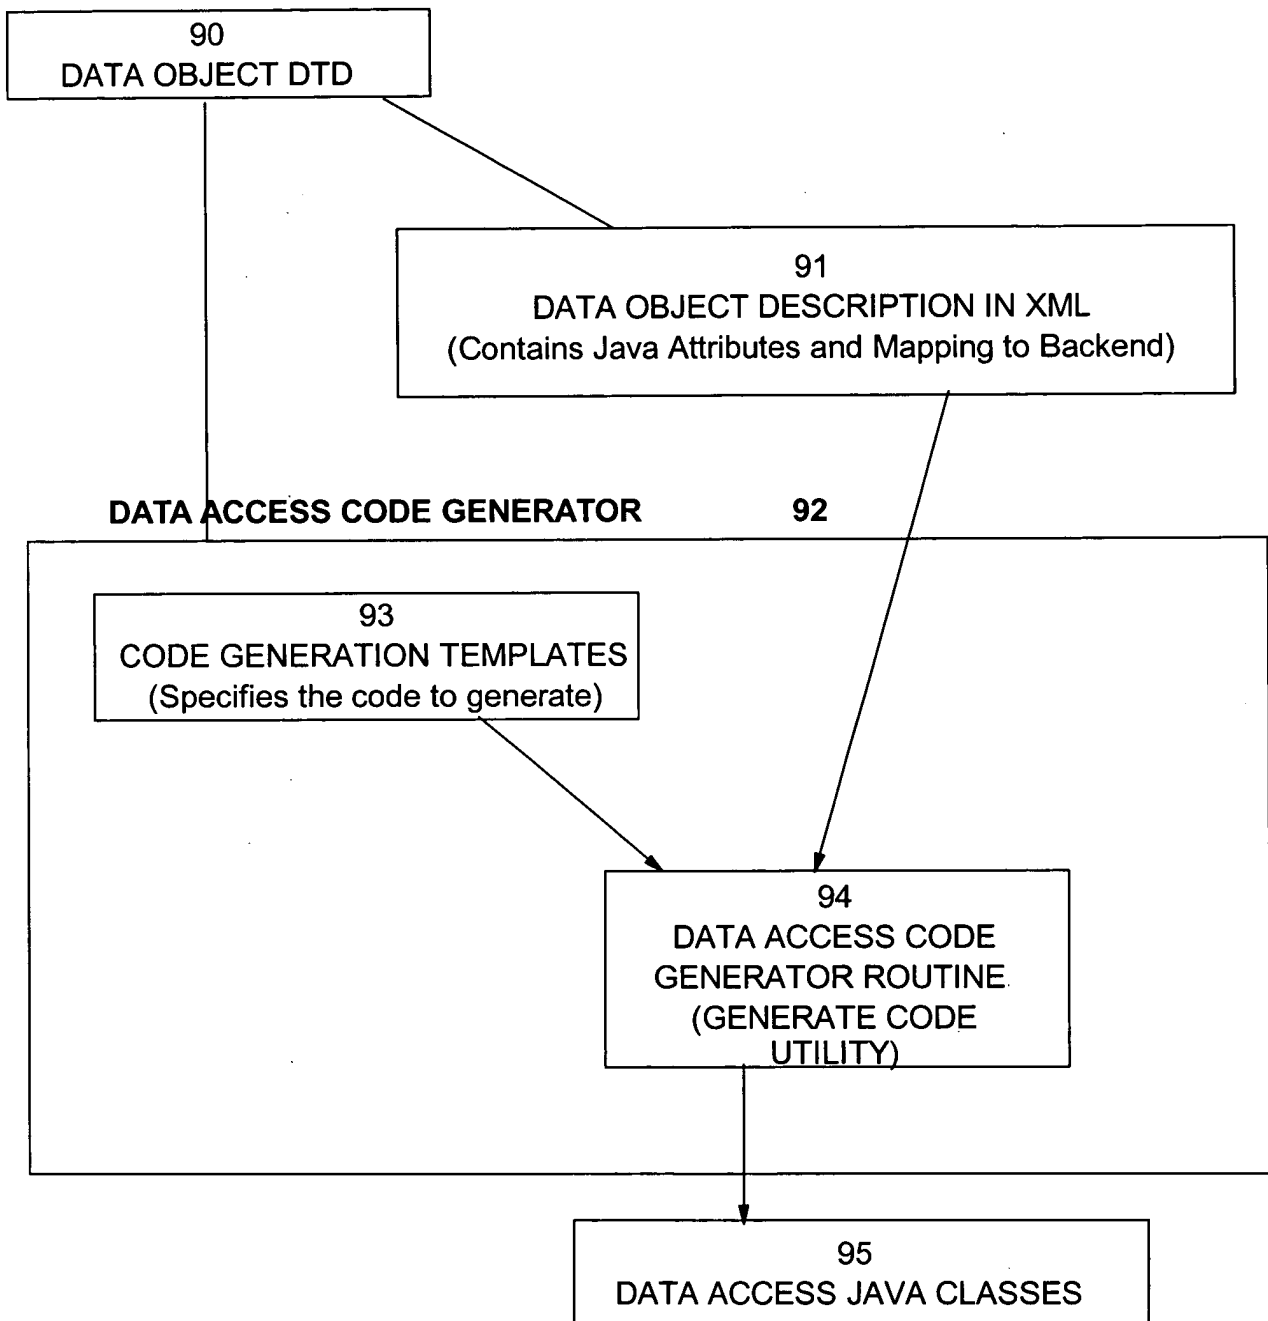 90
DATA OBJECT DTD
91
DATA OBJECT DESCRIPTION IN XML
(Contains Java Attributes and Mapping to Backend)
DATA ACCESS CODE GENERATOR 92
93
CODE GENERATION TEMPLATES
(Specifies the code to generate)
94
DATA ACCESS CODE
GENERATOR ROUTINE
(GENERATE CODE
UTILITY)
95
DATA ACCESS JAVA CLASSES